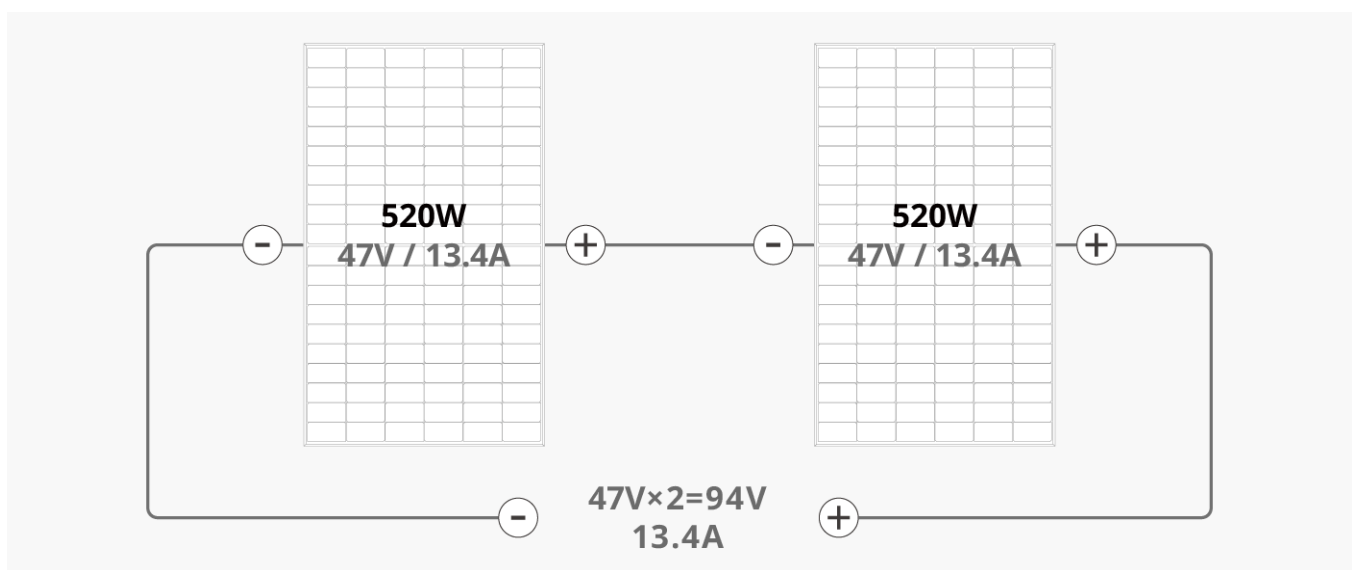 520W
47V / 13.4A
520W
47V / 13.4A
- + - +
47V×2=94V
13.4A
- +